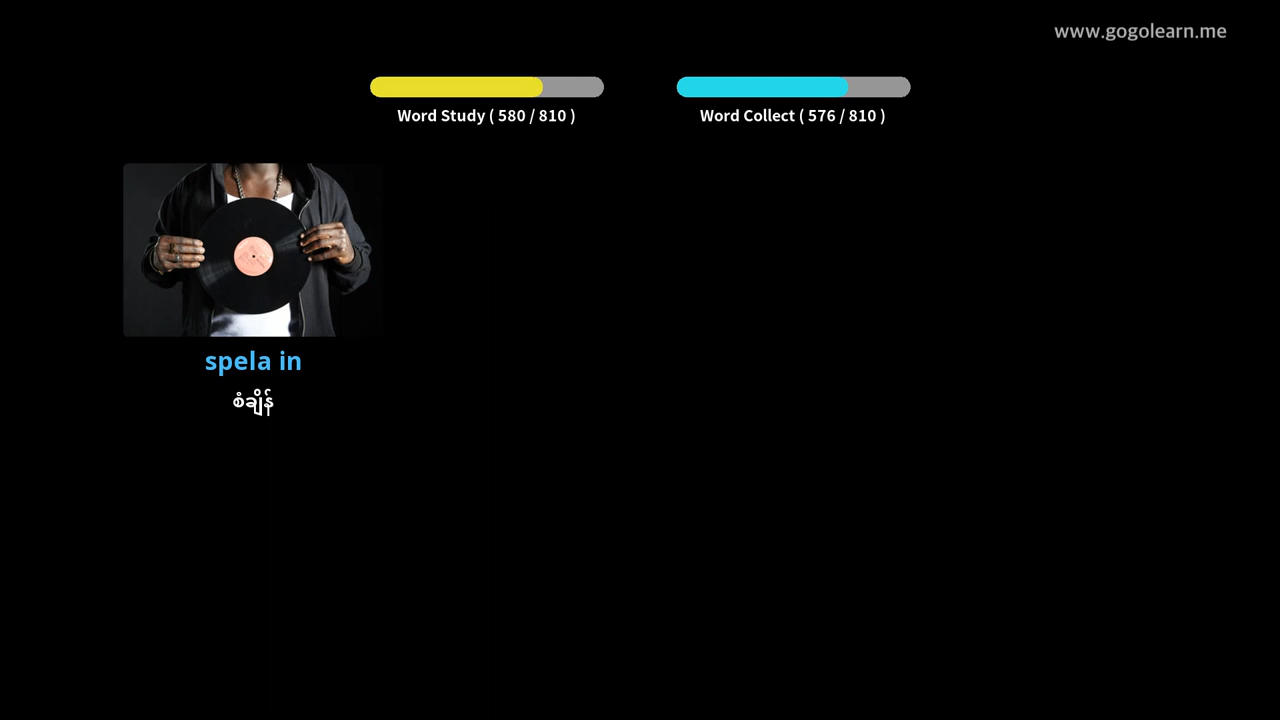 www.gogolearn.me
Word Study ( 580 / 810 )
Word Collect ( 576 / 810 )
spela in
စံချိန်